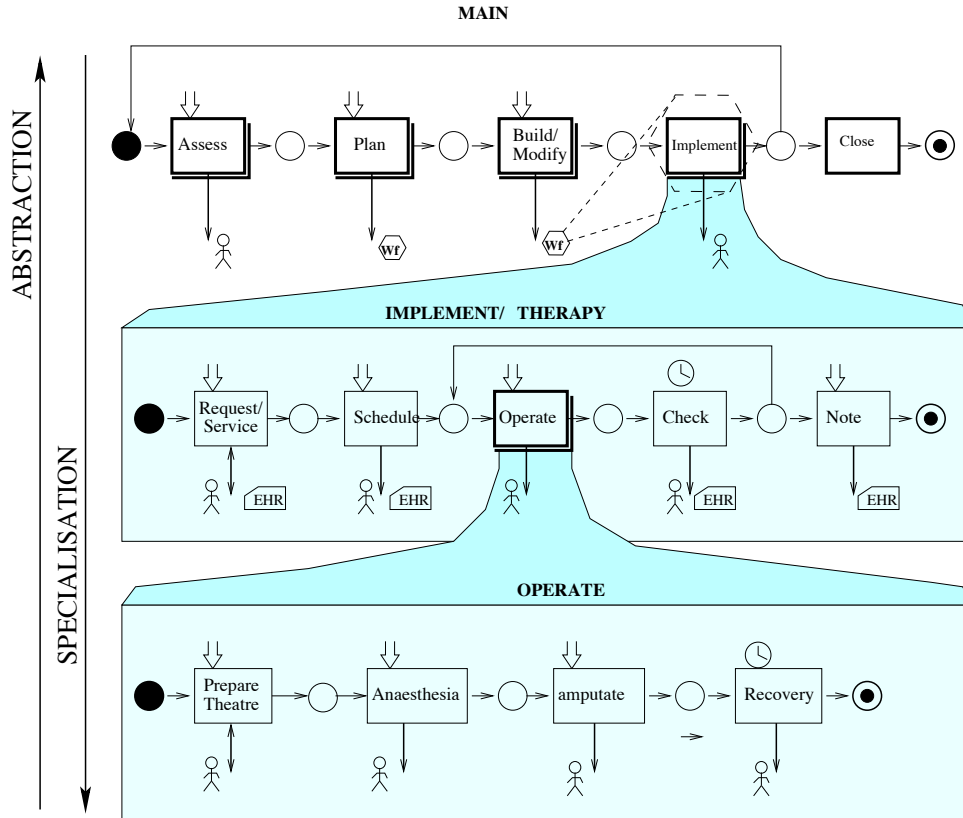 MAIN
ABSTRACTION
SPECIALISATION
Assess
Plan
Build/
Modify
Implement
Close
Wf
Wf
IMPLEMENT/ THERAPY
Request/
Service
Schedule
Operate
Check
Note
EHR
EHR
EHR
EHR
OPERATE
Prepare
Theatre
Anaesthesia
amputate
Recovery